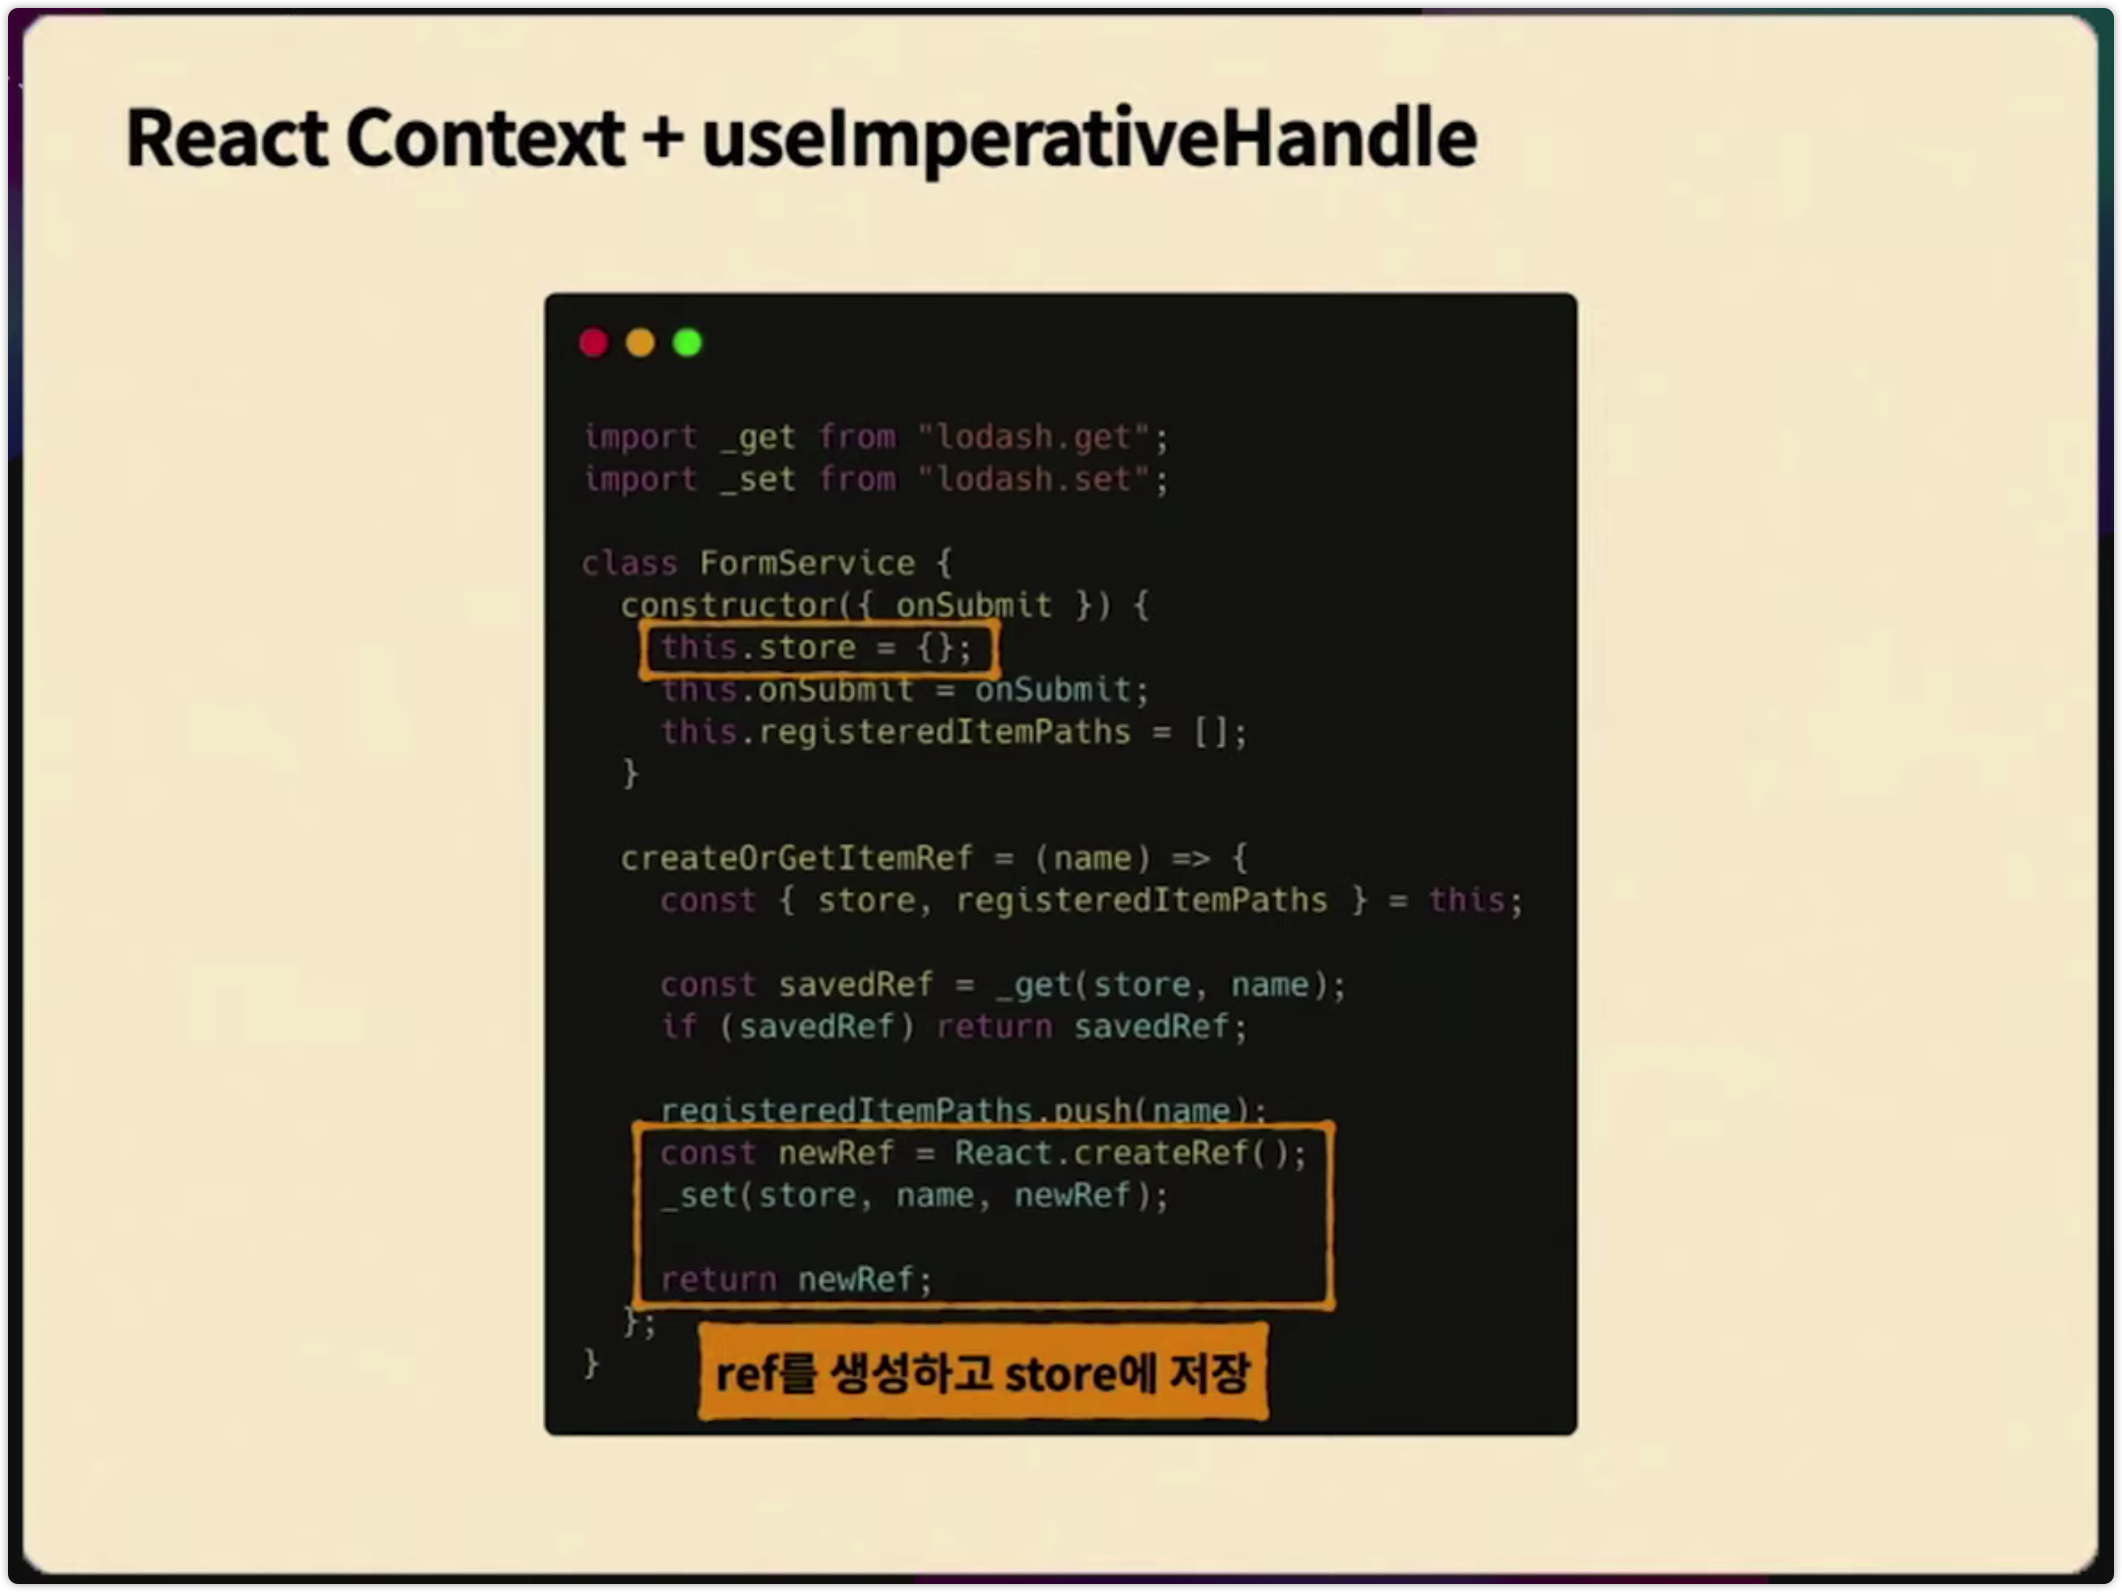 React Context + useImperativeHandle
import _get from "lodash.get";
import _set from "lodash.set";
class FormService {
constructor({ onSubmit }) {
this.store = {};
this.onSubmit = onSubmit;
this.registeredItemPaths = [];
}
createOrGetItemRef = (name) => {
const { store, registeredItemPaths } = this;
const savedRef = _get(store, name);
if (savedRef) return savedRef;
registeredItemPaths.push(name);
const newRef = React.createRef();
_set(store, name, newRef);
return newRef;
};
}
ref를 생성하고 store에 저장